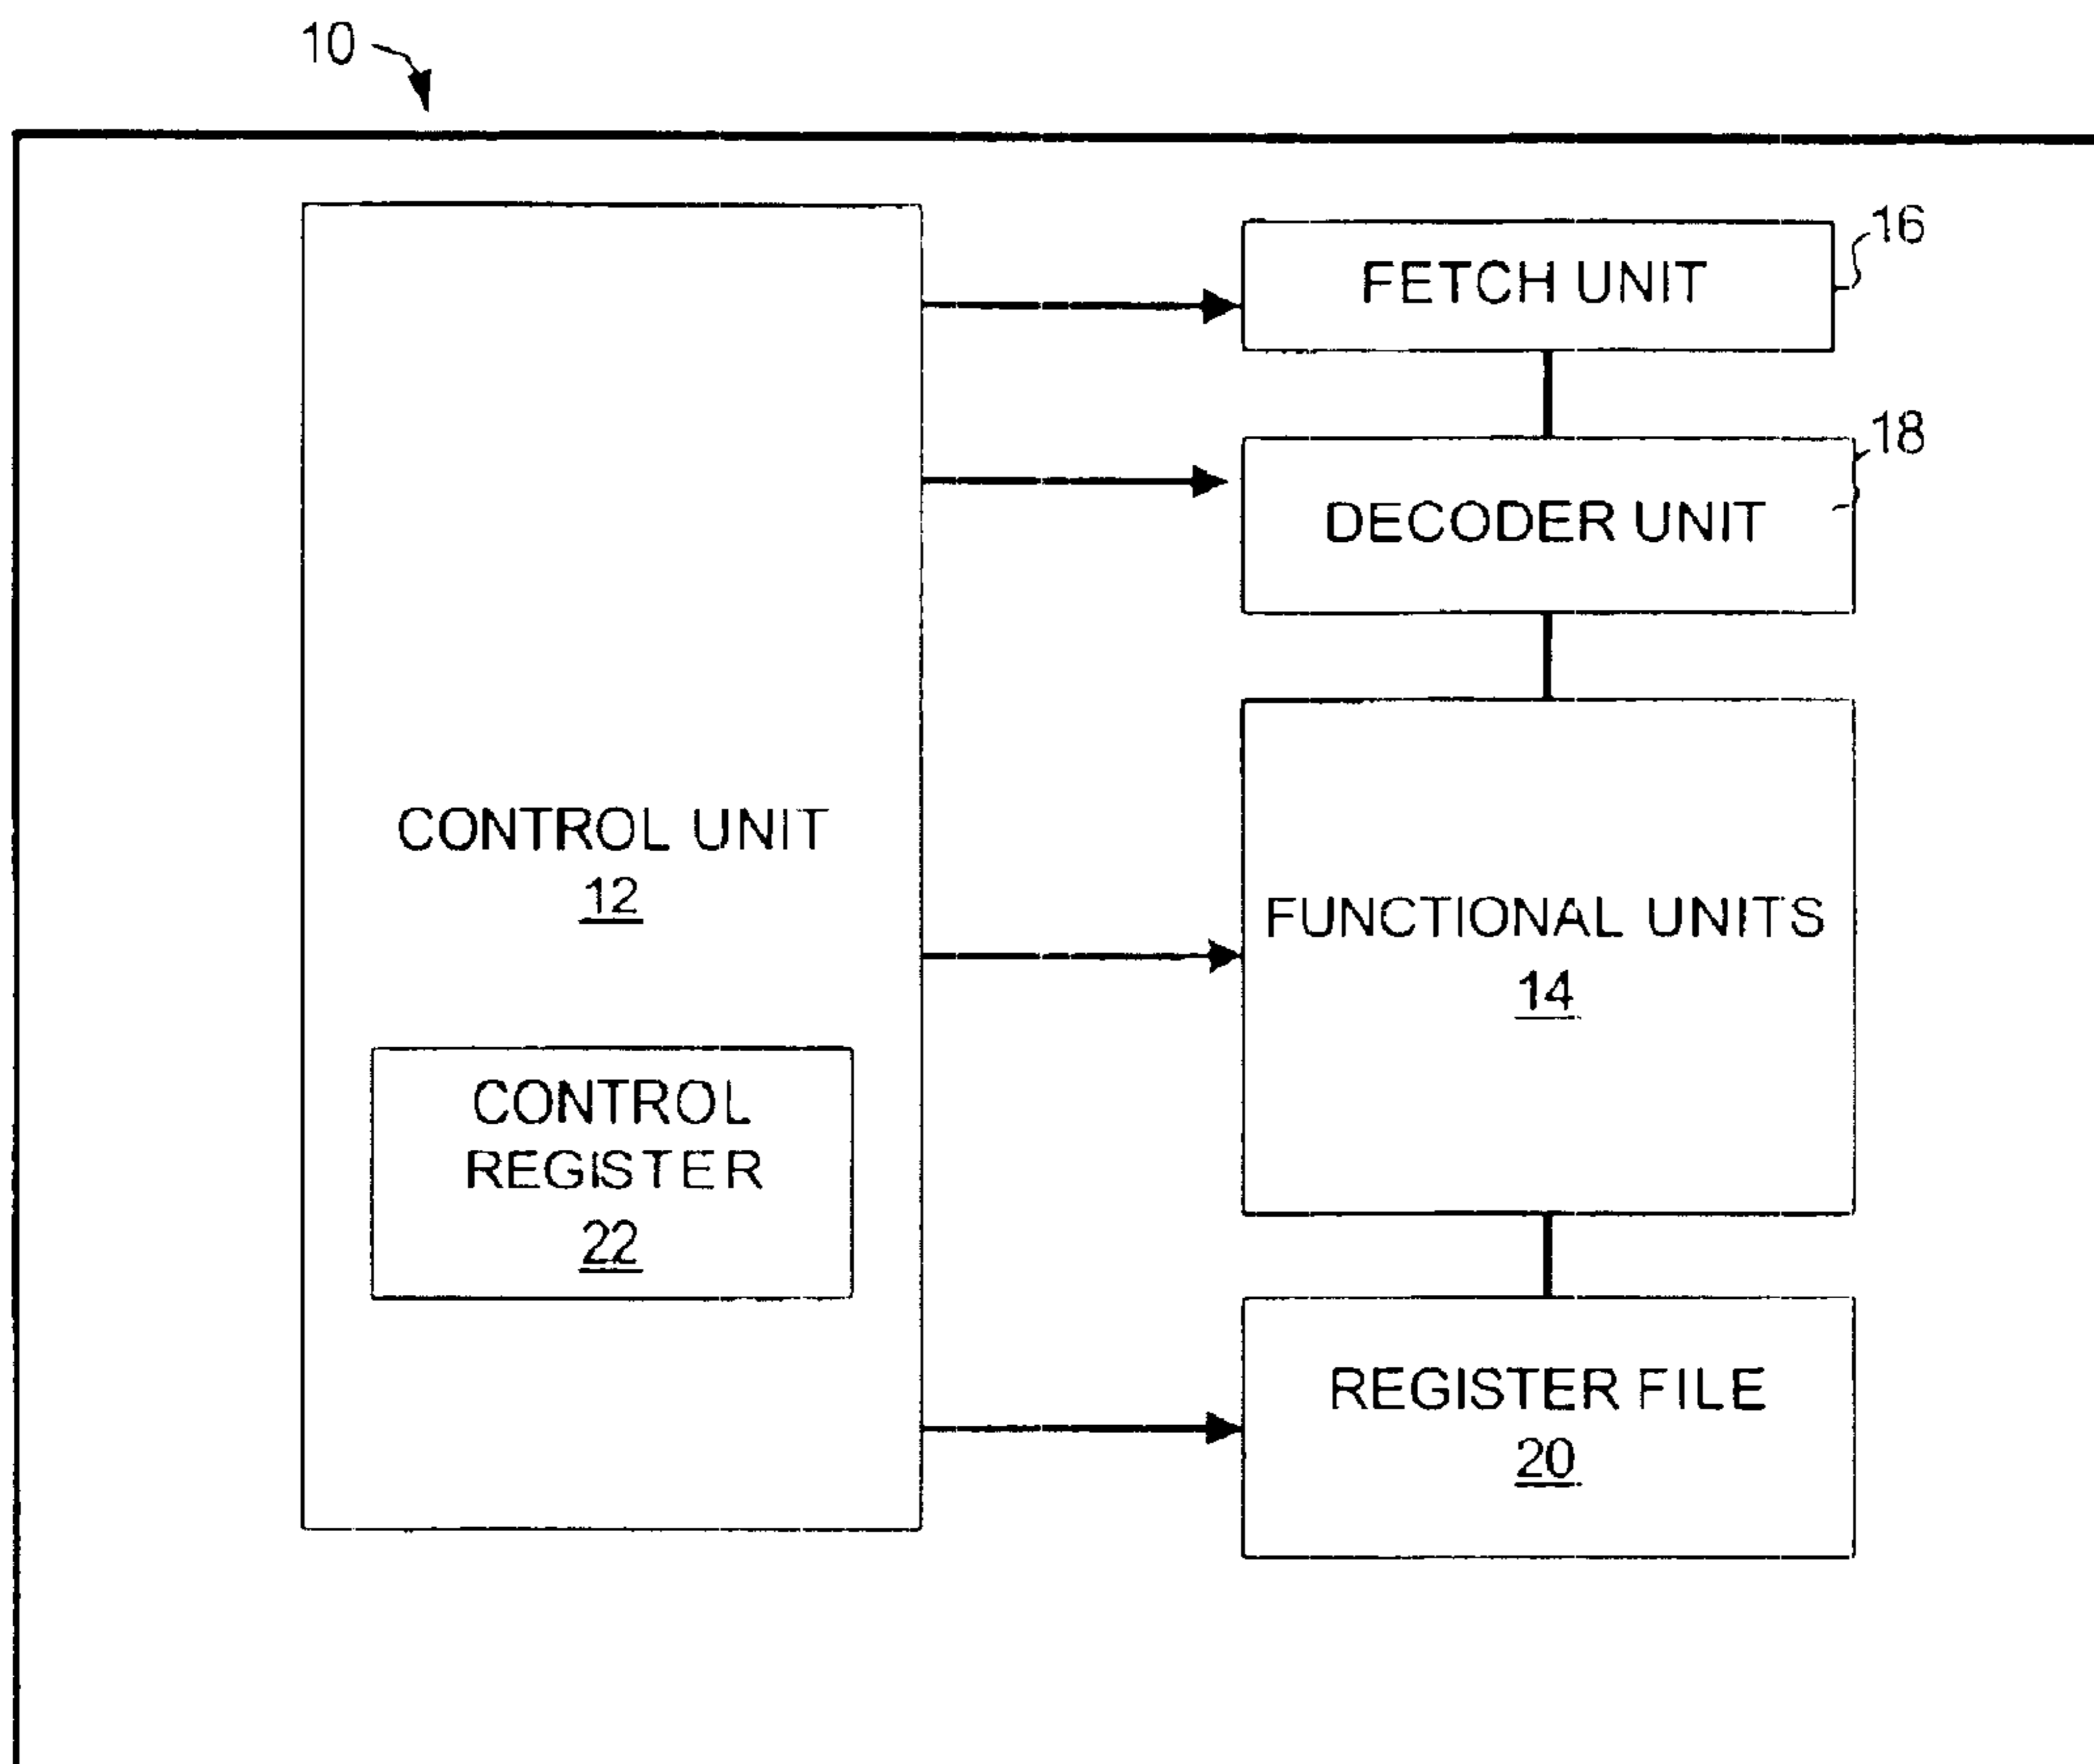 10
16
FETCH UNIT
18
DECODER UNIT
CONTROL UNIT
12
FUNCTIONAL UNITS
14
CONTROL
REGISTER
22
REGISTER FILE
20